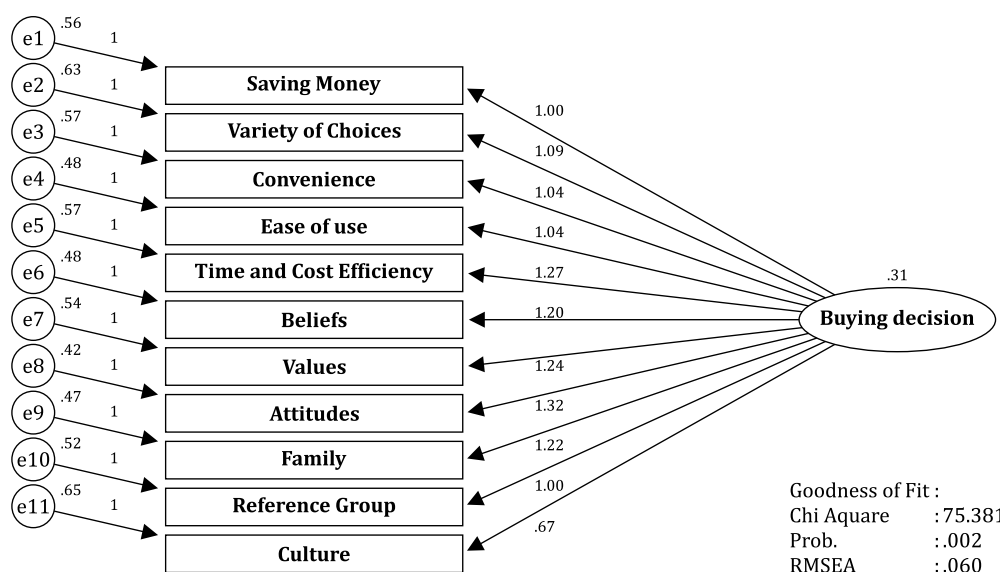 .56
e1
1
Saving Money
1.00
.63
e2
1
Variety of Choices
1.09
.57
e3
1
Convenience
1.04
.48
e4
1
Ease of use
1.04
.57
e5
1
Time and Cost Efficiency
1.27
.48
e6
1
Beliefs
1.20
.54
e7
1
Values
1.24
.42
e8
1
Attitudes
1.32
.47
e9
1
Family
1.22
.52
e10
1
Reference Group
1.00
.65
e11
1
Culture
.67
.31
Buying decision
Goodness of Fit :
Chi Aquare :75.381
Prob. :.002
RMSEA :.060